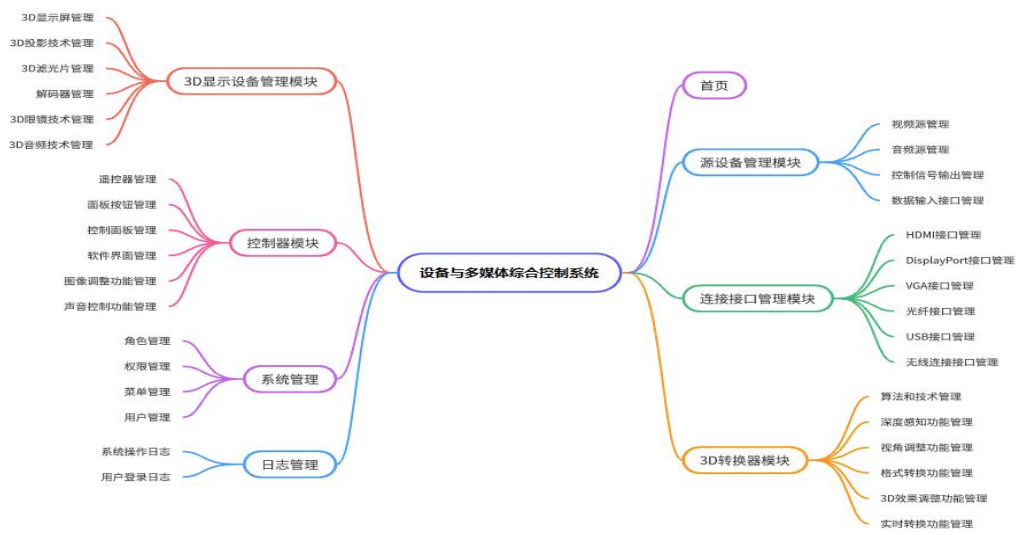 设备与多媒体综合控制系统
3D显示设备管理模块
3D显示屏管理
3D投影技术管理
3D滤光片管理
解码器管理
3D眼镜技术管理
3D音频技术管理
控制器模块
遥控器管理
面板按钮管理
控制面板管理
软件界面管理
图像调整功能管理
声音控制功能管理
系统管理
角色管理
权限管理
菜单管理
用户管理
日志管理
系统操作日志
用户登录日志
首页
源设备管理模块
视频源管理
音频源管理
控制信号输出管理
数据输入接口管理
连接接口管理模块
HDMI接口管理
DisplayPort接口管理
VGA接口管理
光纤接口管理
USB接口管理
无线连接接口管理
3D转换器模块
算法和技术管理
深度感知功能管理
视角调整功能管理
格式转换功能管理
3D效果调整功能管理
实时转换功能管理